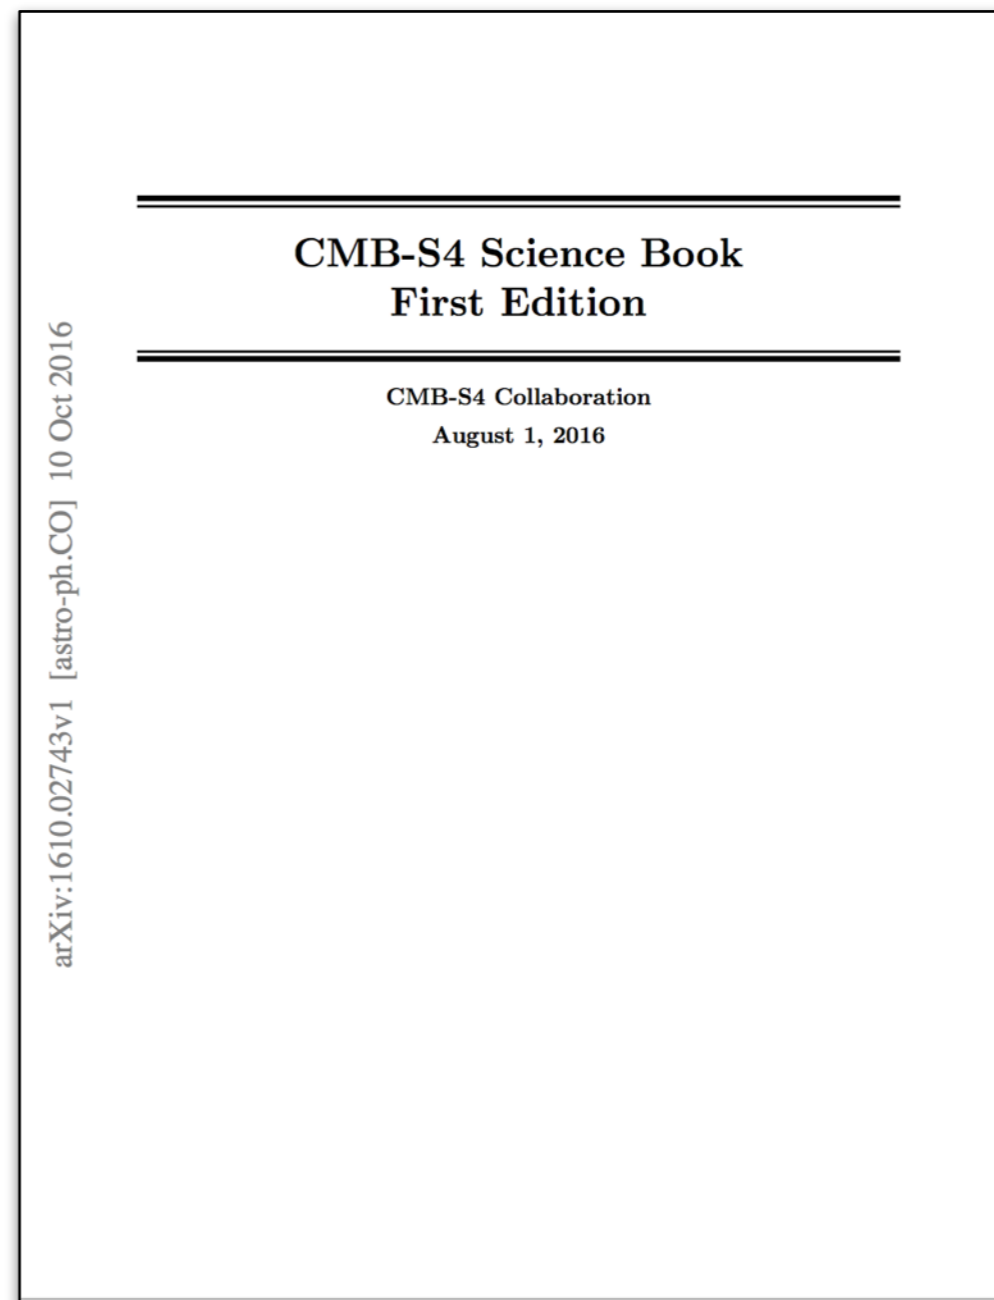 CMB-S4 Science Book
First Edition
CMB-S4 Collaboration
August 1, 2016
arXiv:1610.02743v1 [astro-ph.CO] 10 Oct 2016